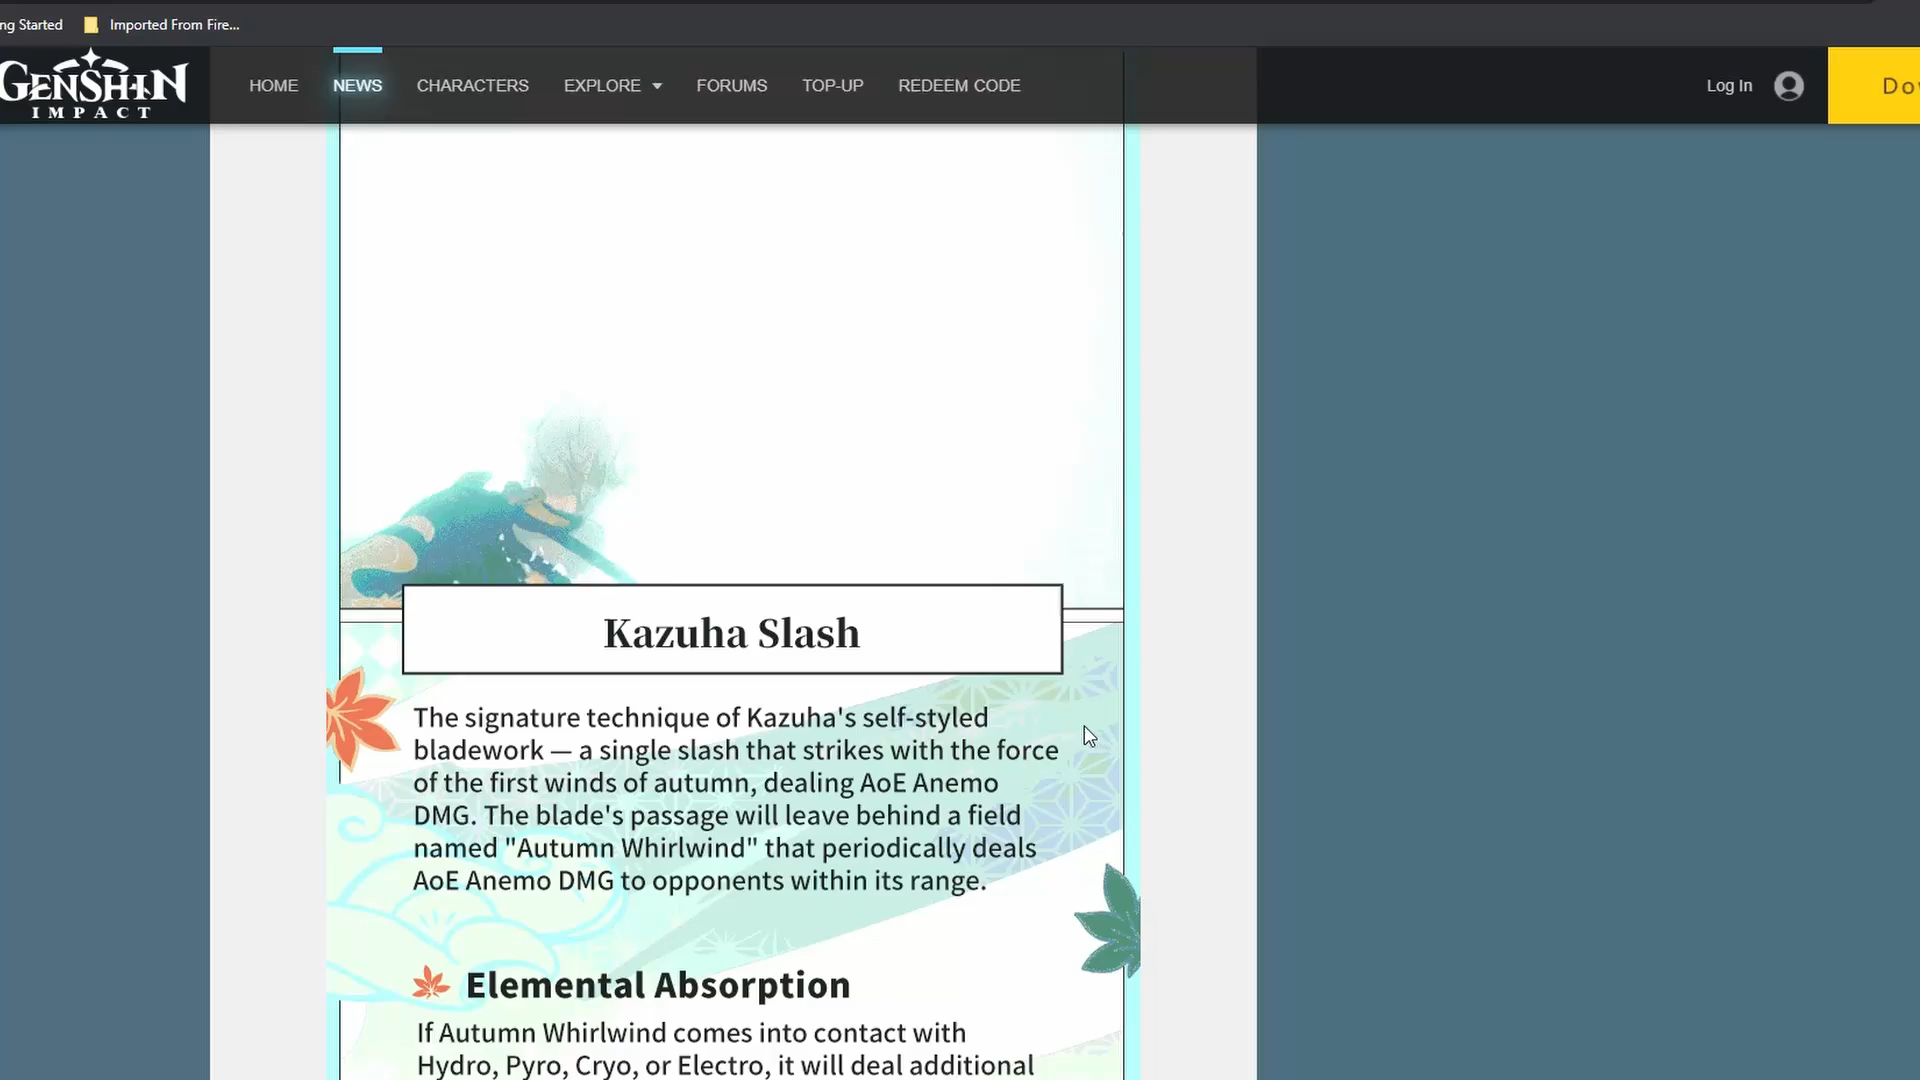 ng Started
Imported From Fire...
GENSHIN
IMPACT
HOME
NEWS
CHARACTERS
EXPLORE
FORUMS
TOP-UP
REDEEM CODE
Log In
Do
Kazuha Slash
The signature technique of Kazuha's self-styled
bladework — a single slash that strikes with the force
of the first winds of autumn, dealing AoE Anemo
DMG. The blade's passage will leave behind a field
named "Autumn Whirlwind" that periodically deals
AoE Anemo DMG to opponents within its range.
Elemental Absorption
If Autumn Whirlwind comes into contact with
Hydro, Pyro, Cryo, or Electro, it will deal additional